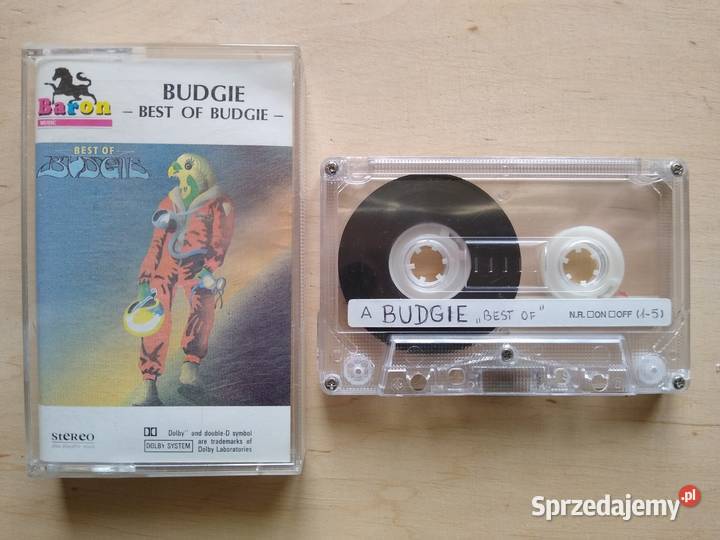 Baron
MUSIC
BUDGIE
– BEST OF BUDGIE –
BEST OF
BUDGIE
stereo
Dolby" and double-D symbol
are trademarks of
Dolby Laboratories
DOLBY SYSTEM
A BUDGIE „BEST OF" N.R. □ON □OFF (1-5)
Sprzedajemy.pl